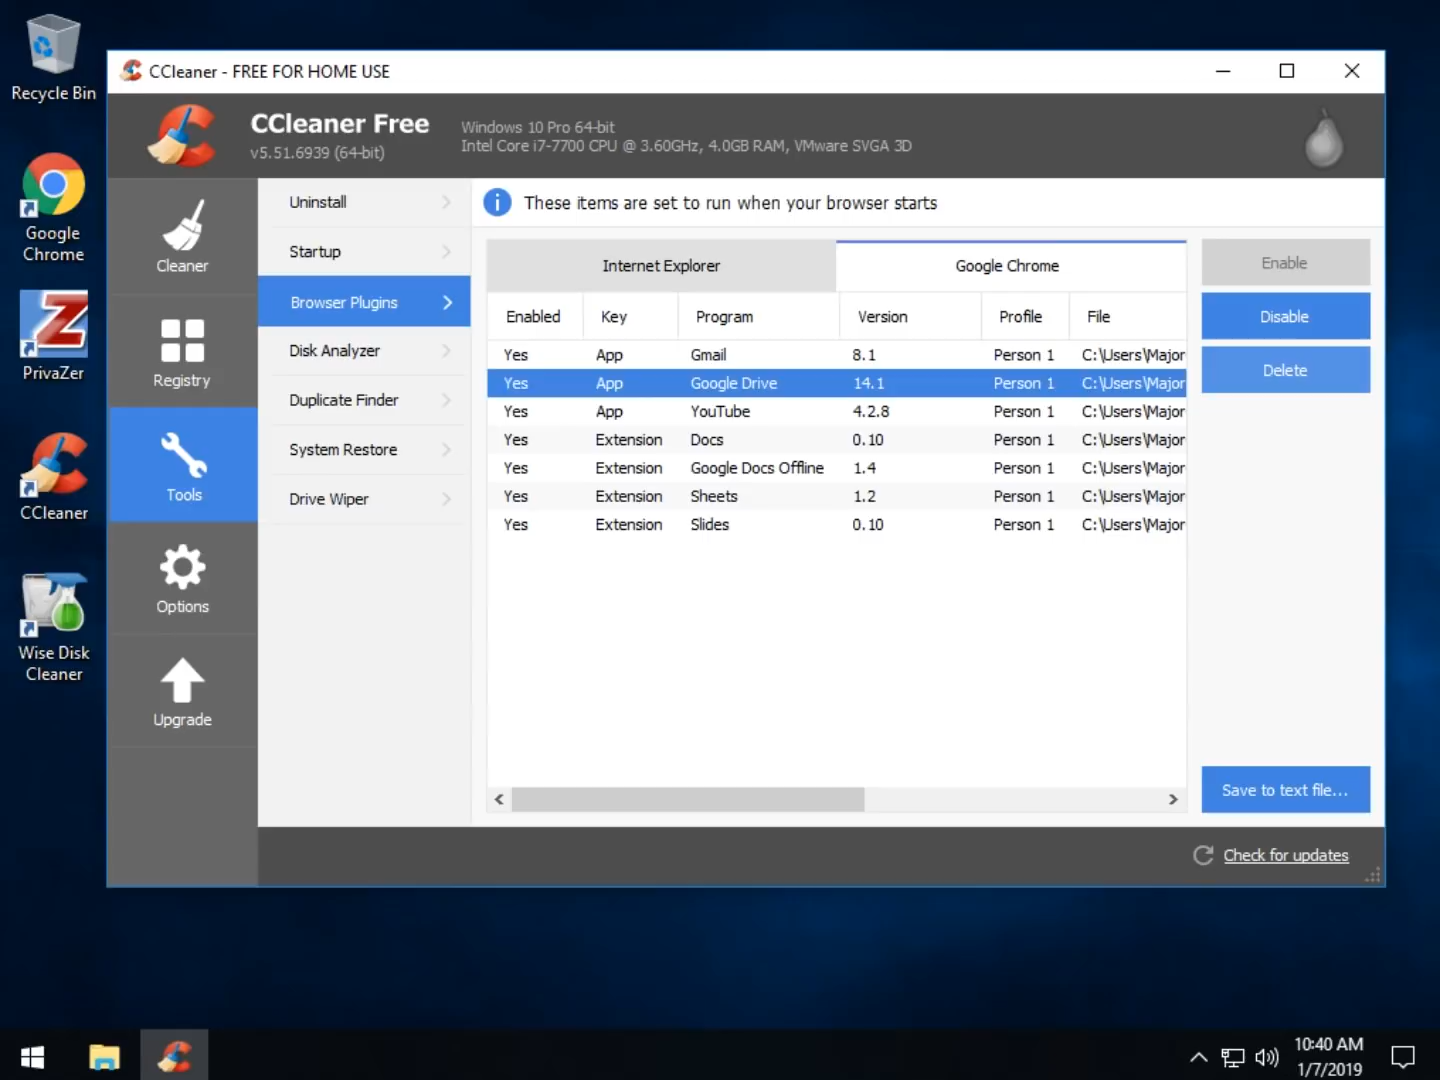 Recycle Bin
Google
Chrome
PrivaZer
CCleaner
Wise Disk
Cleaner
CCleaner - FREE FOR HOME USE
CCleaner Free
v5.51.6939 (64-bit)
Windows 10 Pro 64-bit
Intel Core i7-7700 CPU @ 3.60GHz, 4.0GB RAM, VMware SVGA 3D
Cleaner
Registry
Tools
Options
Upgrade
Uninstall
Startup
Browser Plugins
Disk Analyzer
Duplicate Finder
System Restore
Drive Wiper
These items are set to run when your browser starts
Internet Explorer
Google Chrome
Enabled Key Program Version Profile File
Yes App Gmail 8.1 Person 1 C:\Users\Major
Yes App Google Drive 14.1 Person 1 C:\Users\Major
Yes App YouTube 4.2.8 Person 1 C:\Users\Major
Yes Extension Docs 0.10 Person 1 C:\Users\Major
Yes Extension Google Docs Offline 1.4 Person 1 C:\Users\Major
Yes Extension Sheets 1.2 Person 1 C:\Users\Major
Yes Extension Slides 0.10 Person 1 C:\Users\Major
Enable
Disable
Delete
Save to text file...
Check for updates
10:40 AM
1/7/2019